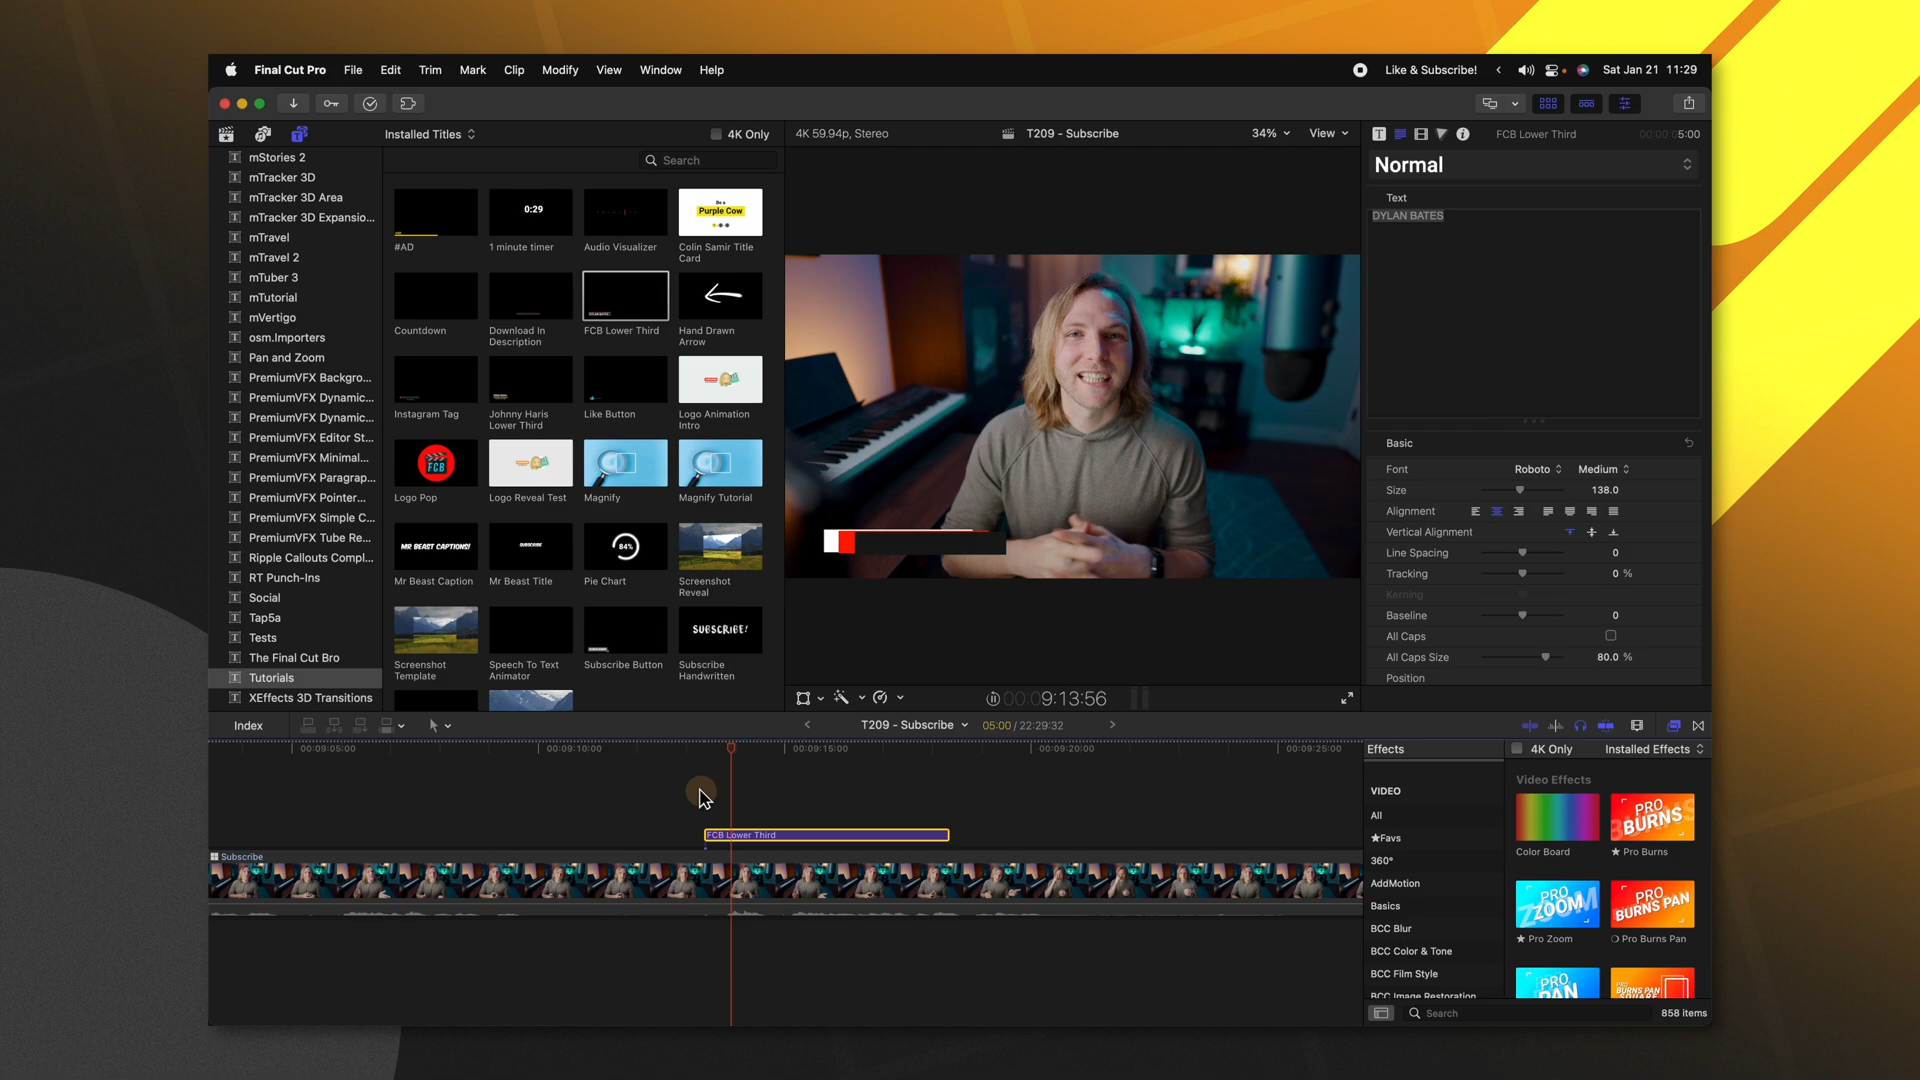 Final Cut Pro File Edit Trim Mark Clip Modify View Window Help
Like & Subscribe! Sat Jan 21 11:29
Installed Titles 4K Only
Search
mStories 2
mTracker 3D
mTracker 3D Area
mTracker 3D Expansio...
mTravel
mTravel 2
mTuber 3
mTutorial
mVertigo
osm.Importers
Pan and Zoom
PremiumVFX Backgro...
PremiumVFX Dynamic...
PremiumVFX Dynamic...
PremiumVFX Editor St...
PremiumVFX Minimal...
PremiumVFX Paragrap...
PremiumVFX Pointer...
PremiumVFX Simple C...
PremiumVFX Tube Re...
Ripple Callouts Compl...
RT Punch-Ins
Social
Tap5a
Tests
The Final Cut Bro
Tutorials
XEffects 3D Transitions
0:29
Be a
Purple Cow
#AD 1 minute timer Audio Visualizer Colin Samir Title Card
Countdown Download In Description FCB Lower Third Hand Drawn Arrow
Instagram Tag Johnny Haris Lower Third Like Button Logo Animation Intro
FCB
Logo Pop Logo Reveal Test Magnify Magnify Tutorial
MR BEAST CAPTIONS! SUBSCRIBE 84%
Mr Beast Caption Mr Beast Title Pie Chart Screenshot Reveal
SUBSCRIBE!
Screenshot Template Speech To Text Animator Subscribe Button Subscribe Handwritten
4K 59.94p, Stereo T209 - Subscribe 34% View
00:00:09:13:56
FCB Lower Third 00:00:05:00
Normal
Text
DYLAN BATES
Basic
Font Roboto Medium
Size 138.0
Alignment
Vertical Alignment
Line Spacing 0
Tracking 0 %
Kerning
Baseline 0
All Caps
All Caps Size 80.0 %
Position
Index T209 - Subscribe 05:00 / 22:29:32
00:09:05:00 00:09:10:00 00:09:15:00 00:09:20:00 00:09:25:00
FCB Lower Third
Subscribe
Effects 4K Only Installed Effects
VIDEO
All
★Favs
360°
AddMotion
Basics
BCC Blur
BCC Color & Tone
BCC Film Style
BCC Image Restoration
Video Effects
PRO BURNS
Color Board ★ Pro Burns
PRO ZOOM PRO BURNS PAN
★ Pro Zoom Pro Burns Pan
PRO PAN PRO BURNS PAN SQUARE
Search 858 items